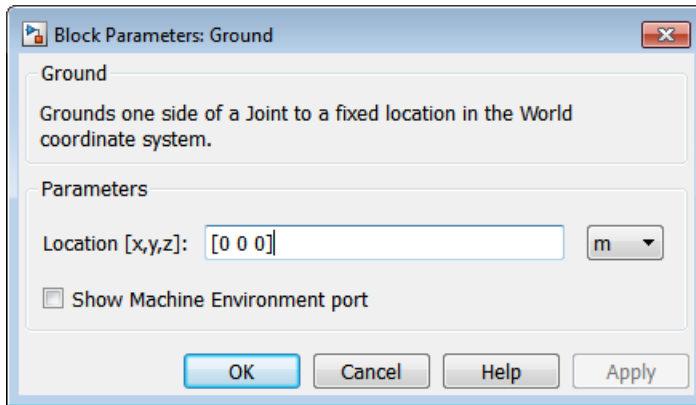 Block Parameters: Ground
Ground
Grounds one side of a Joint to a fixed location in the World
coordinate system.
Parameters
Location [x,y,z]: [0 0 0] m
Show Machine Environment port
OK Cancel Help Apply